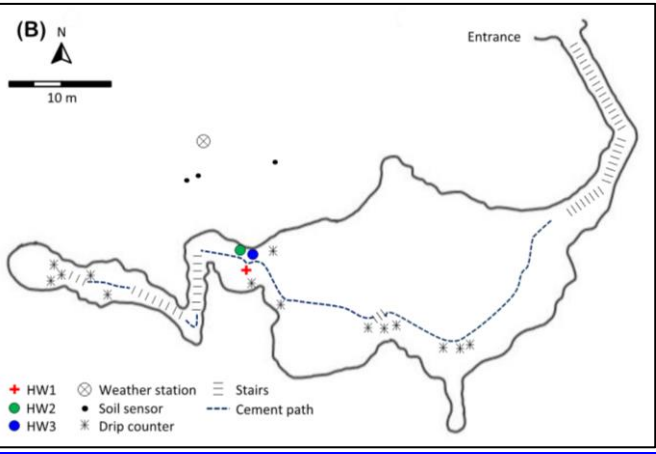 (B)
N
Entrance
10 m
HW1
Weather station
Stairs
HW2
Soil sensor
Cement path
HW3
Drip counter